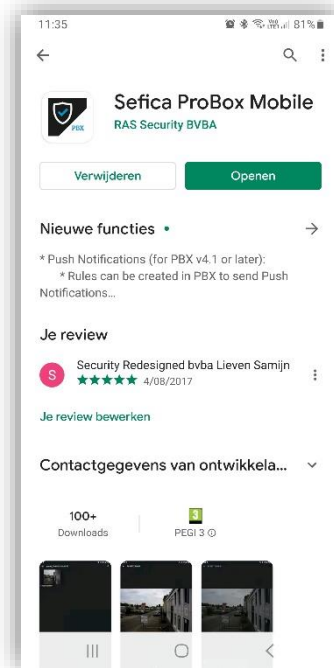 11:35
81%
Sefica ProBox Mobile
PBX
RAS Security BVBA
Verwijderen
Openen
Nieuwe functies •
* Push Notifications (for PBX v4.1 or later):
* Rules can be created in PBX to send Push
Notifications...
Je review
S
Security Redesigned bvba Lieven Samijn
★★★★★ 4/08/2017
Je review bewerken
Contactgegevens van ontwikkela...
100+
Downloads
3
PEGI 3